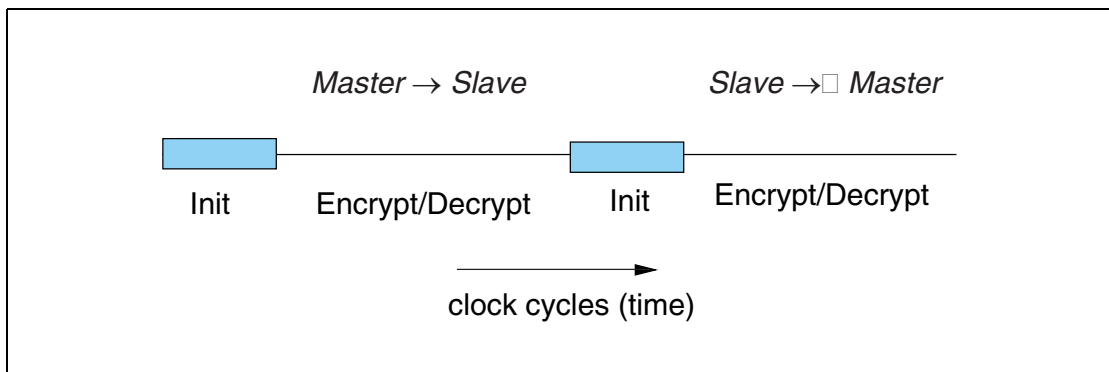 Master → Slave
Slave →□ Master
Init
Encrypt/Decrypt
Init
Encrypt/Decrypt
clock cycles (time)